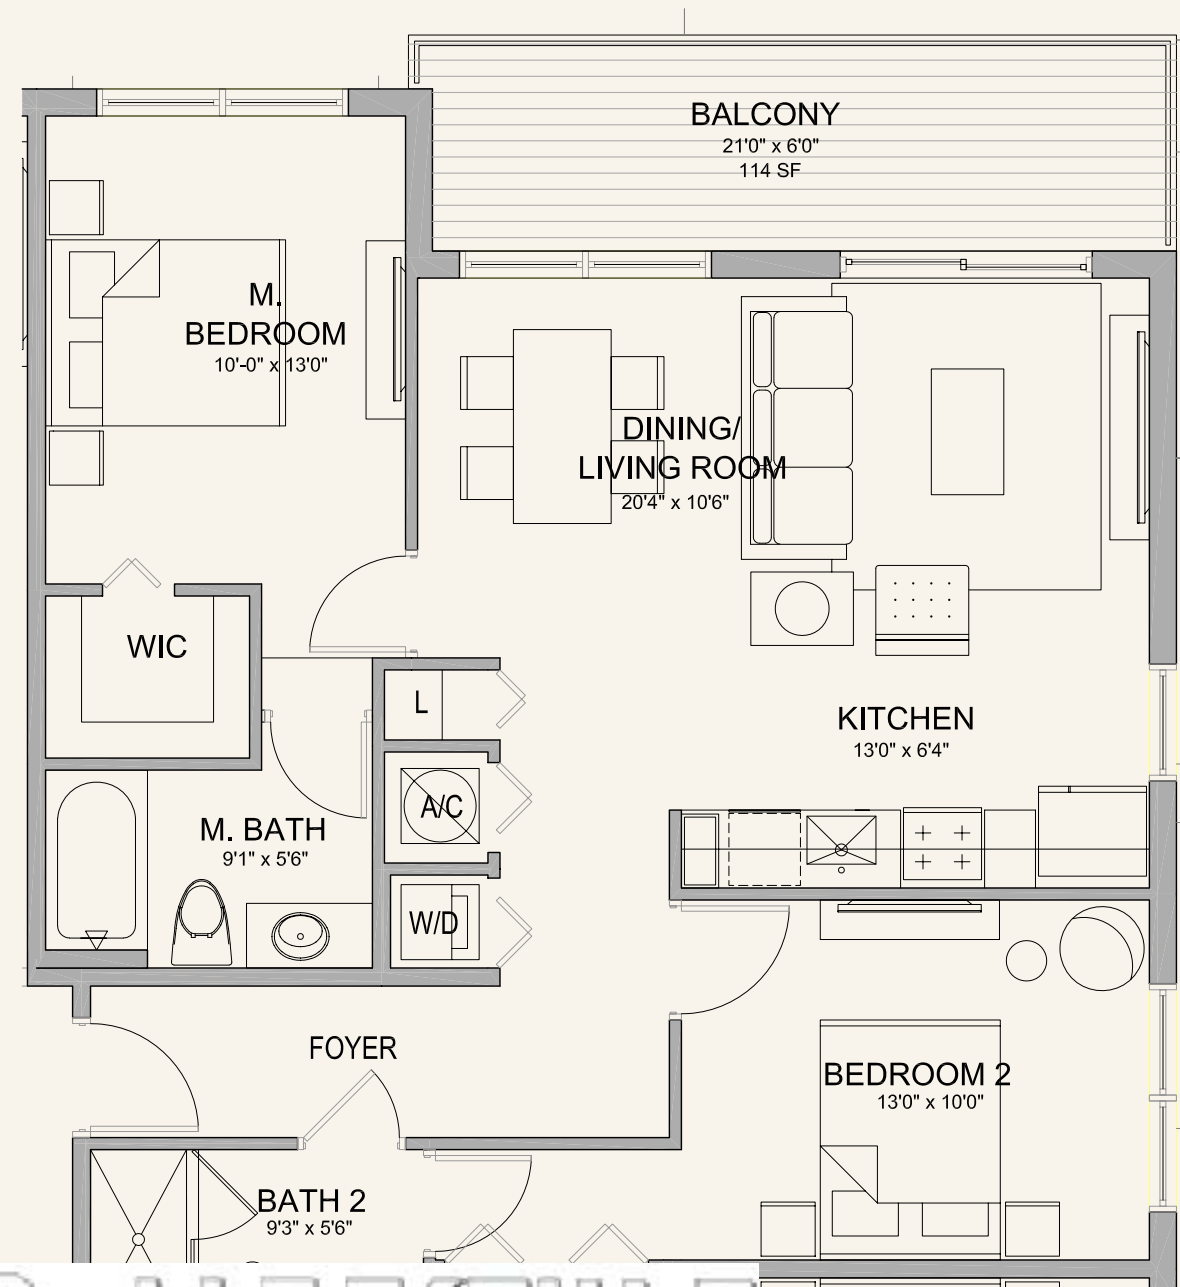 BALCONY
21'0" x 6'0"
114 SF
M.
BEDROOM
10'-0" x 13'0"
DINING/
LIVING ROOM
20'4" x 10'6"
WIC
L
KITCHEN
13'0" x 6'4"
A/C
M. BATH
9'1" x 5'6"
W/D
FOYER
BEDROOM 2
13'0" x 10'0"
BATH 2
9'3" x 5'6"